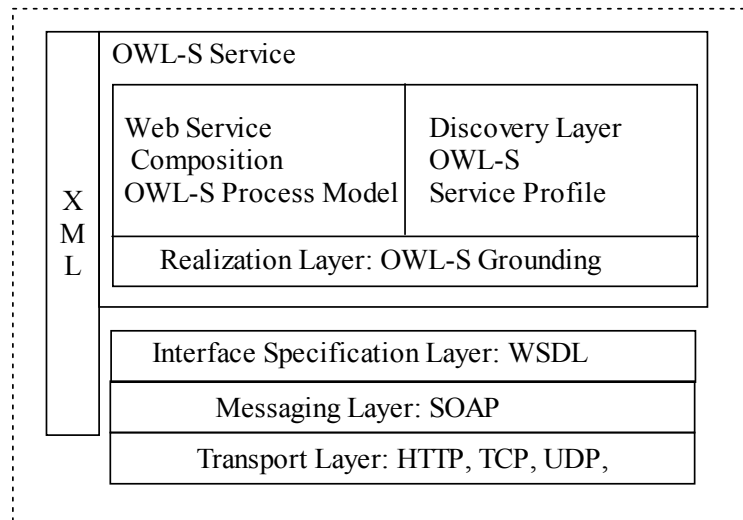 OWL-S Service
Web Service
Composition
OWL-S Process Model
Discovery Layer
OWL-S
Service Profile
X
M
L
Realization Layer: OWL-S Grounding
Interface Specification Layer: WSDL
Messaging Layer: SOAP
Transport Layer: HTTP, TCP, UDP,